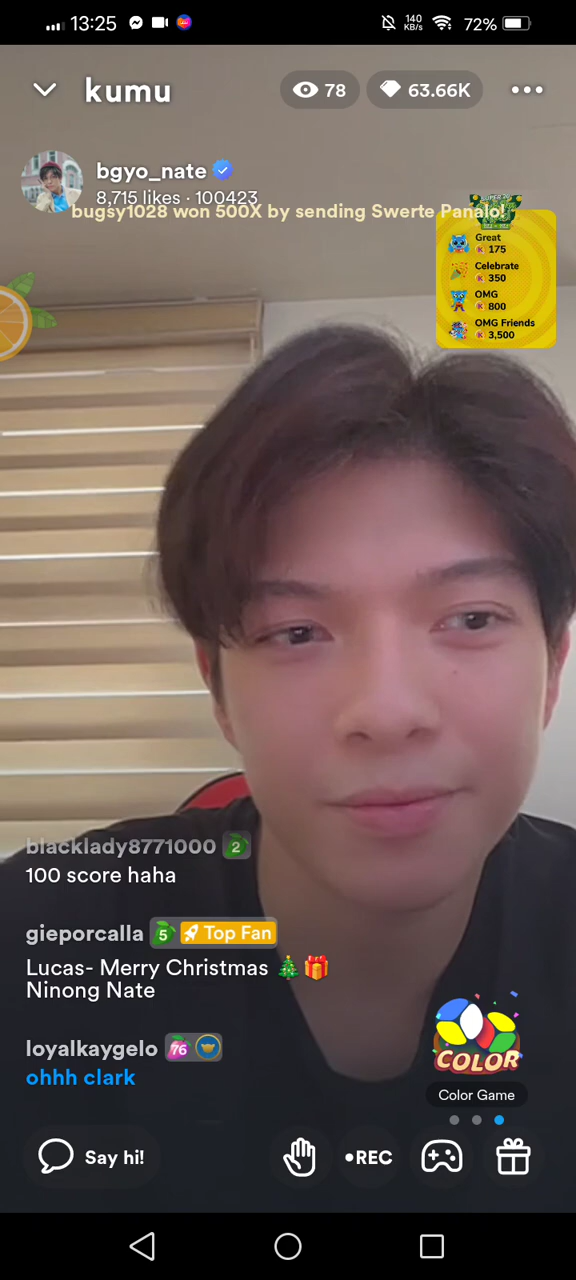 13:25
140
KB/s
72%
kumu
78
63.66K
bgyo_nate
8,715 likes · 100423
bugsy1028 won 500X by sending Swerte Panalo!
Great
175
Celebrate
350
OMG
800
OMG Friends
3,500
blacklady8771000 2
100 score haha
gieporcalla 5 Top Fan
Lucas- Merry Christmas 🎄🎁
Ninong Nate
loyalkaygelo 76
ohhh clark
COLOR
Color Game
Say hi!
•REC